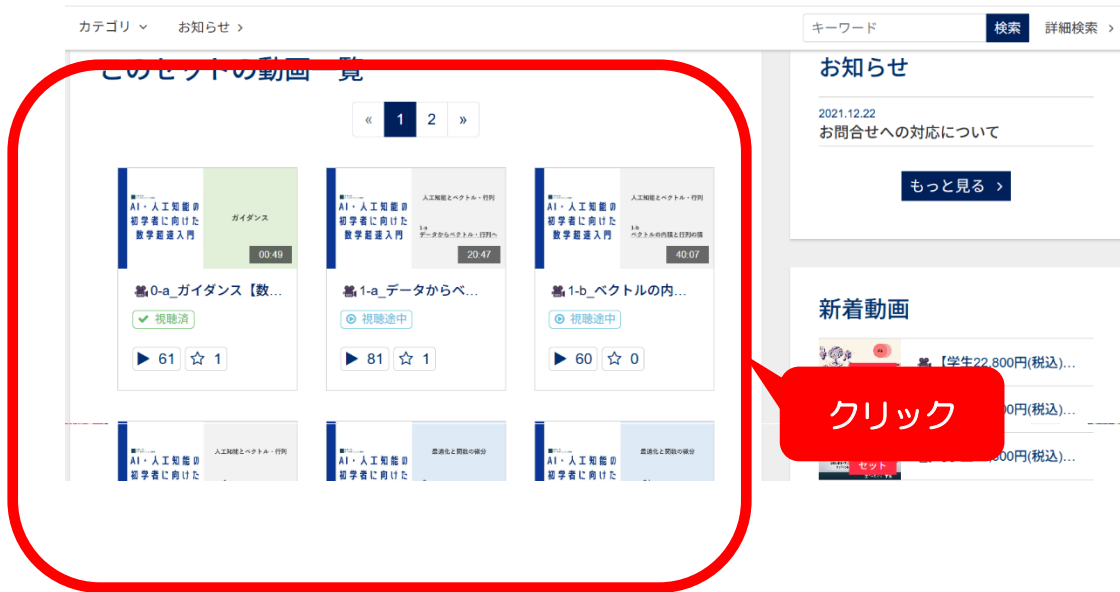 カテゴリ
お知らせ
キーワード
検索
詳細検索
このセットの動画一覧
« 1 2 »
AI・人工知能の
初学者に向けた
数学超速入門
ガイダンス
00:49
0-a_ガイダンス【数…
視聴済
61
1
AI・人工知能の
初学者に向けた
数学超速入門
人工知能とベクトル・行列
1-a
データからベクトル・行列へ
20:47
1-a_データからベ…
視聴途中
81
1
AI・人工知能の
初学者に向けた
数学超速入門
人工知能とベクトル・行列
1-b
ベクトルの内積と行列の積
40:07
1-b_ベクトルの内…
視聴途中
60
0
AI・人工知能の
初学者に向けた
人工知能とベクトル・行列
AI・人工知能の
初学者に向けた
最適化と関数の微分
AI・人工知能の
初学者に向けた
最適化と関数の微分
お知らせ
2021.12.22
お問合せへの対応について
もっと見る
新着動画
【学生22,800円(税込)…
00円(税込)…
00円(税込)…
セット
クリック